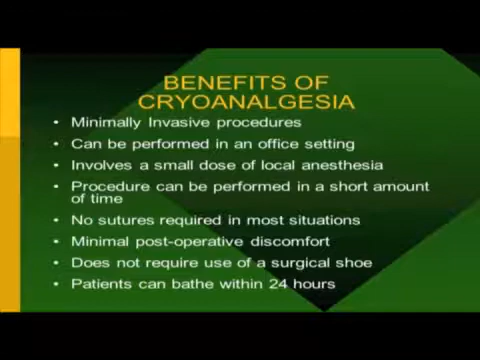 BENEFITS OF
CRYOANALGESIA
• Minimally Invasive procedures
• Can be performed in an office setting
• Involves a small dose of local anesthesia
• Procedure can be performed in a short amount
of time
• No sutures required in most situations
• Minimal post-operative discomfort
• Does not require use of a surgical shoe
• Patients can bathe within 24 hours